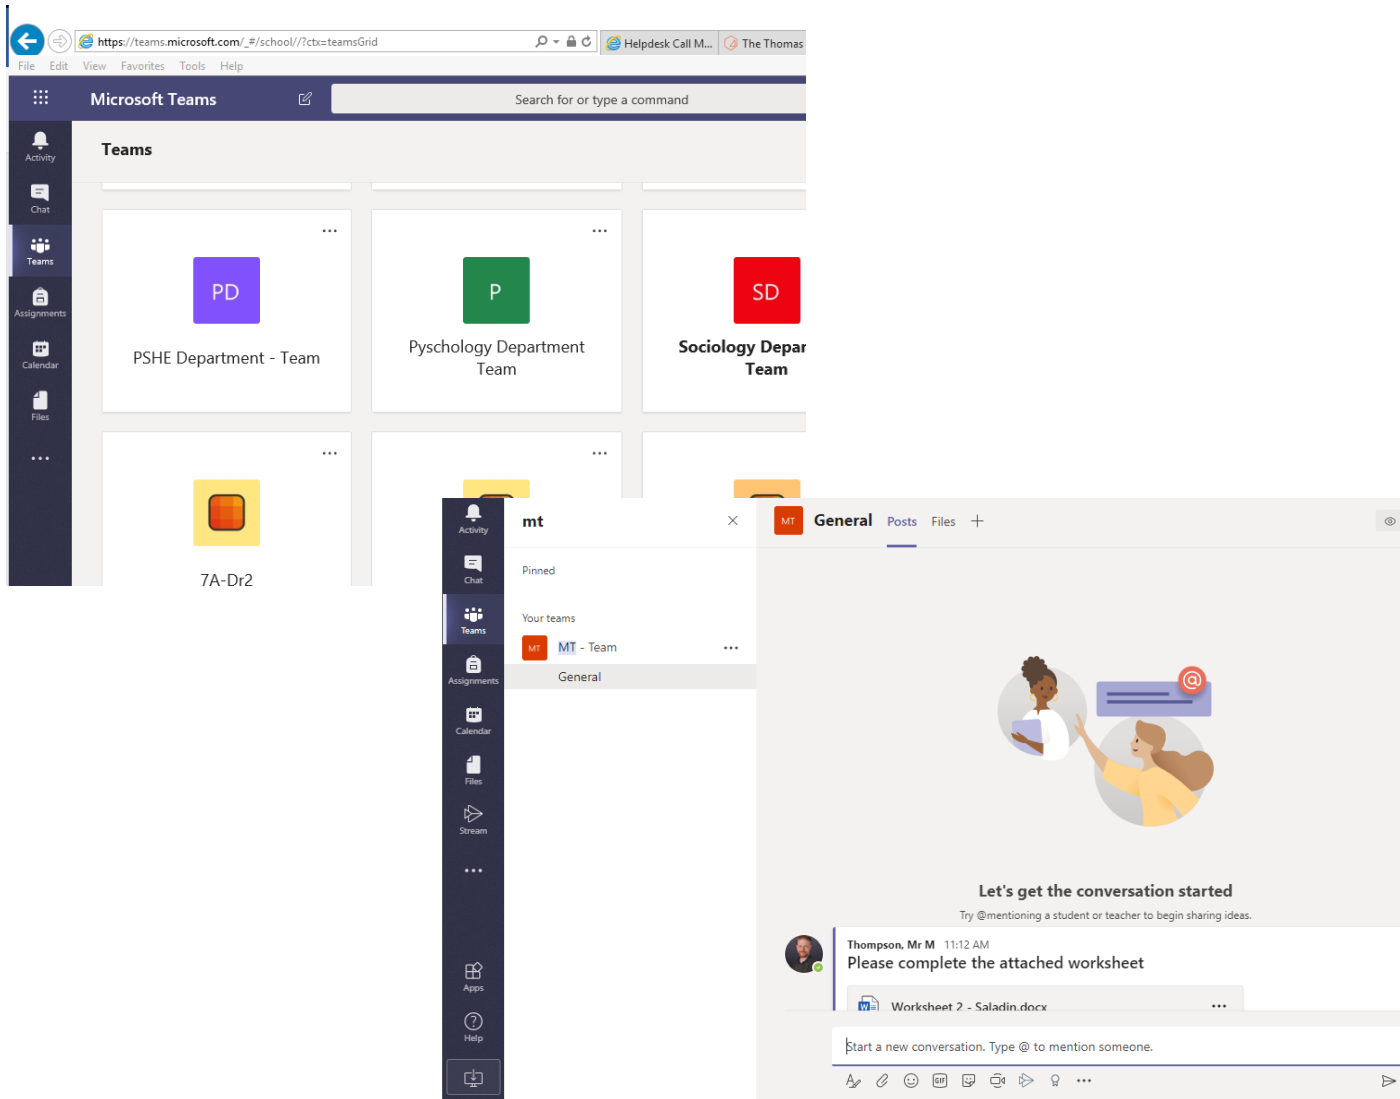 https://teams.microsoft.com/_#/school//?ctx=teamsGrid
Helpdesk Call M...
The Thomas
File Edit View Favorites Tools Help
Microsoft Teams
Search for or type a command
Activity
Chat
Teams
Assignments
Calendar
Files
Teams
PD
PSHE Department - Team
P
Pyschology Department
Team
SD
Sociology Depar
Team
7A-Dr2
Activity
Chat
Teams
Assignments
Calendar
Files
Stream
Apps
Help
mt
Pinned
Your teams
MT
MT - Team
General
MT
General Posts Files
@
Let's get the conversation started
Try @mentioning a student or teacher to begin sharing ideas.
Thompson, Mr M 11:12 AM
Please complete the attached worksheet
W
Worksheet 2 - Saladin.docx
Start a new conversation. Type @ to mention someone.
GIF